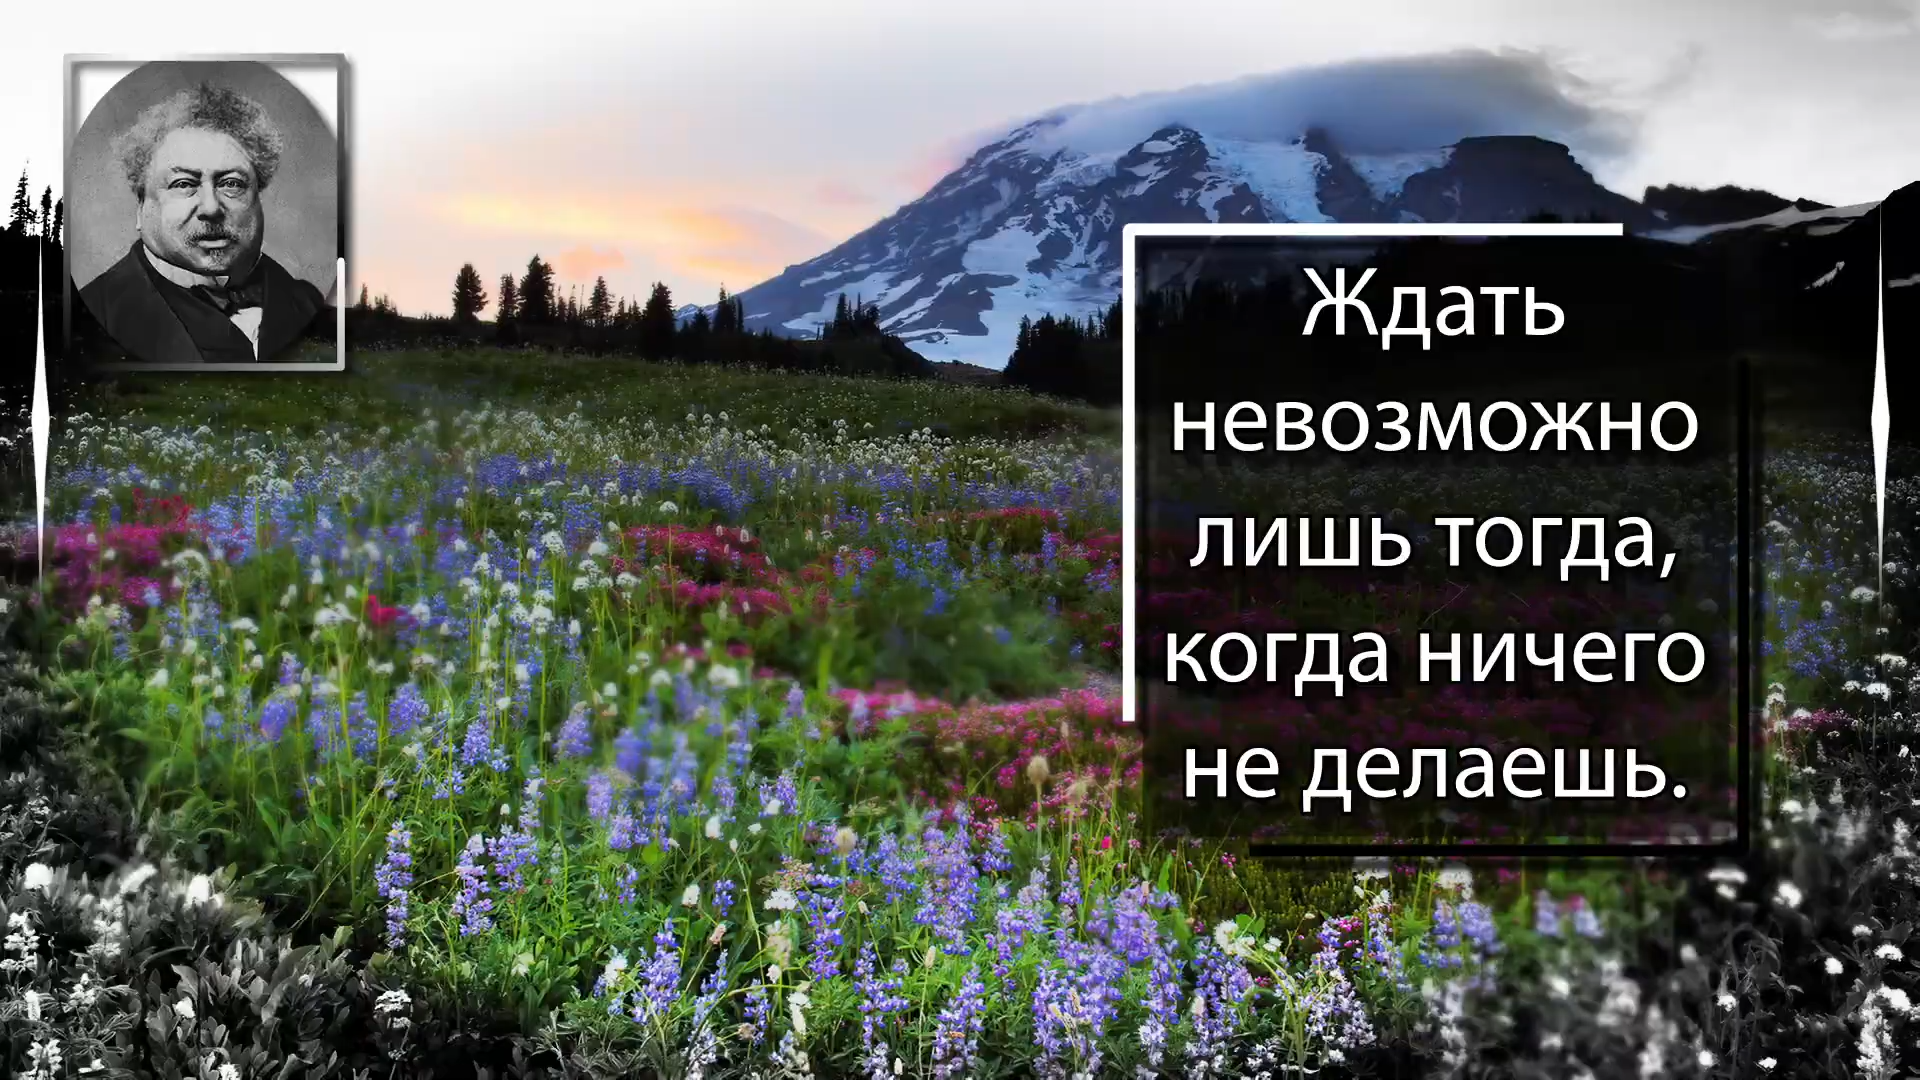 Ждать
невозможно
лишь тогда,
когда ничего
не делаешь.